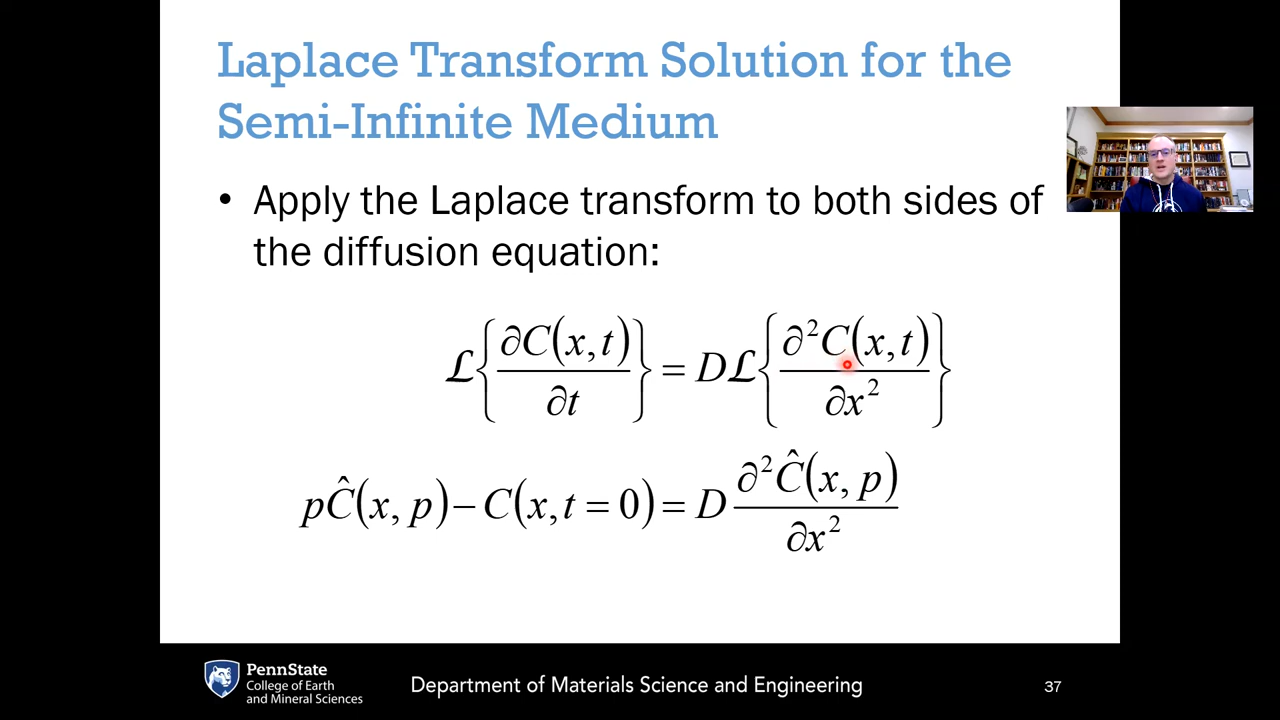 Laplace Transform Solution for the
Semi-Infinite Medium
• Apply the Laplace transform to both sides of
the diffusion equation:
ℒ{∂C(x,t)/∂t} = Dℒ{∂²C(x,t)/∂x²}
pĈ(x,p)−C(x,t=0)=D ∂²Ĉ(x,p)/∂x²
PennState
College of Earth
and Mineral Sciences
Department of Materials Science and Engineering
37